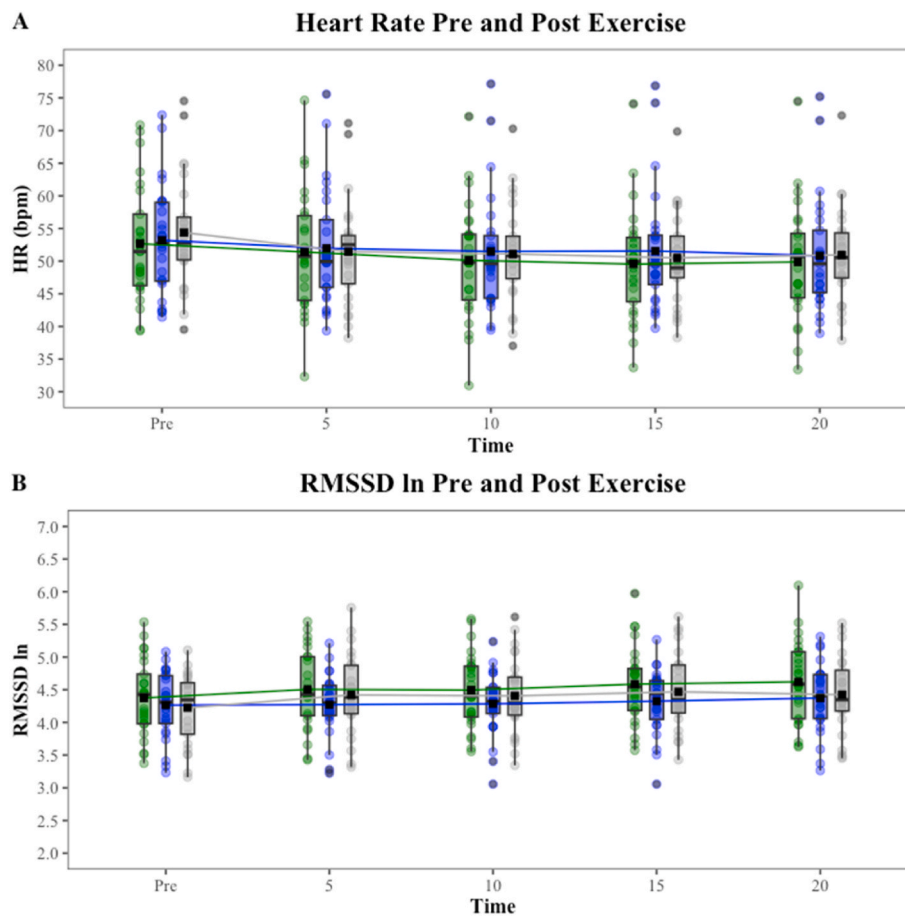 A
Heart Rate Pre and Post Exercise
80
75
70
65
60
55
50
45
40
35
30
HR (bpm)
Pre 5 10 15 20
Time
B
RMSSD ln Pre and Post Exercise
7.0
6.5
6.0
5.5
5.0
4.5
4.0
3.5
3.0
2.5
2.0
RMSSD ln
Pre 5 10 15 20
Time